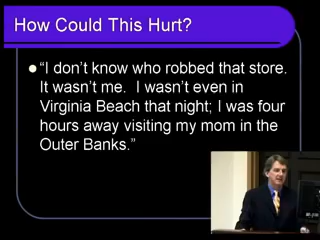 How Could This Hurt?
“I don’t know who robbed that store.
It wasn’t me.  I wasn’t even in
Virginia Beach that night; I was four
hours away visiting my mom in the
Outer Banks.”